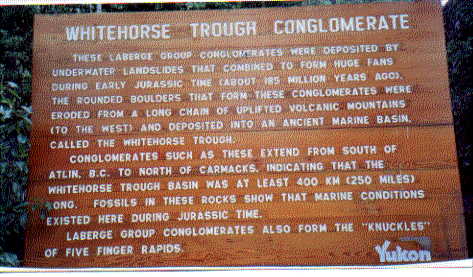 WHITEHORSE TROUGH CONGLOMERATE
THESE LABERGE GROUP CONGLOMERATES WERE DEPOSITED BY
UNDERWATER LANDSLIDES THAT COMBINED TO FORM HUGE FANS
DURING EARLY JURASSIC TIME (ABOUT 185 MILLION YEARS AGO).
THE ROUNDED BOULDERS THAT FORM THESE CONGLOMERATES WERE
ERODED FROM A LONG CHAIN OF UPLIFTED VOLCANIC MOUNTAINS
(TO THE WEST) AND DEPOSITED INTO AN ANCIENT MARINE BASIN,
CALLED THE WHITEHORSE TROUGH.
CONGLOMERATES SUCH AS THESE EXTEND FROM SOUTH OF
ATLIN, B.C. TO NORTH OF CARMACKS, INDICATING THAT THE
WHITEHORSE TROUGH BASIN WAS AT LEAST 400 KM (250 MILES)
LONG. FOSSILS IN THESE ROCKS SHOW THAT MARINE CONDITIONS
EXISTED HERE DURING JURASSIC TIME.
LABERGE GROUP CONGLOMERATES ALSO FORM THE "KNUCKLES"
OF FIVE FINGER RAPIDS.
Yukon